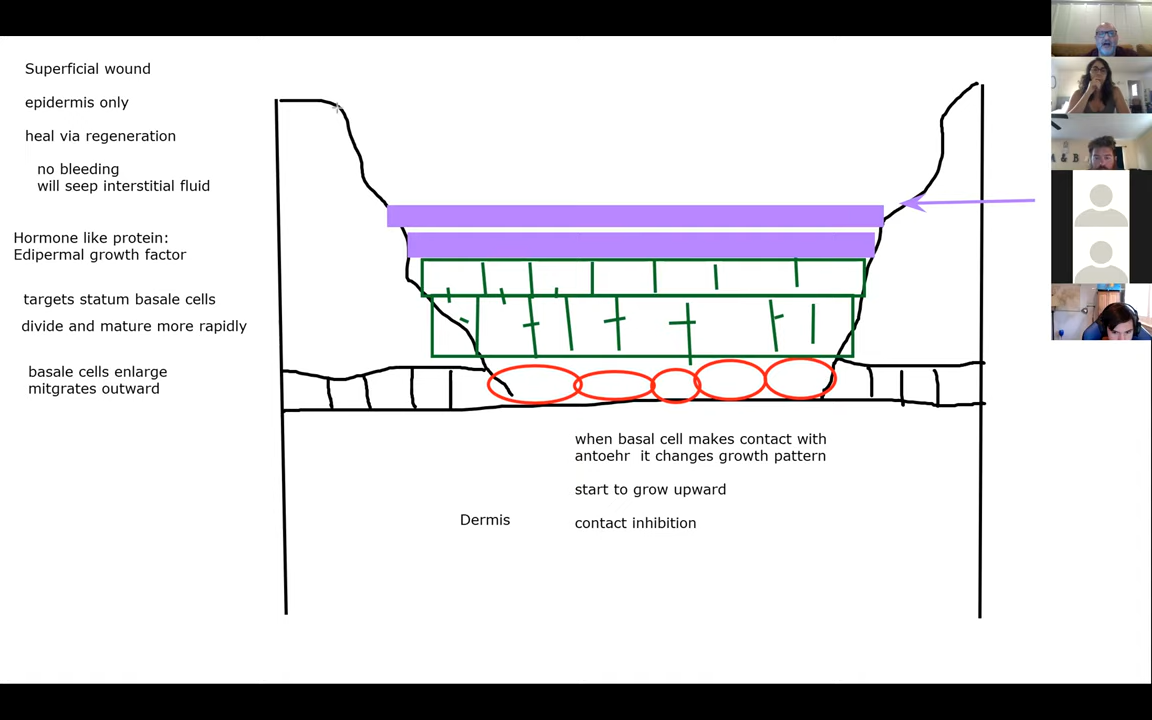 Superficial wound
epidermis only
heal via regeneration
no bleeding
will seep interstitial fluid
Hormone like protein:
Edipermal growth factor
targets statum basale cells
divide and mature more rapidly
basale cells enlarge
mitgrates outward
when basal cell makes contact with
antoehr  it changes growth pattern
start to grow upward
contact inhibition
Dermis
A & B